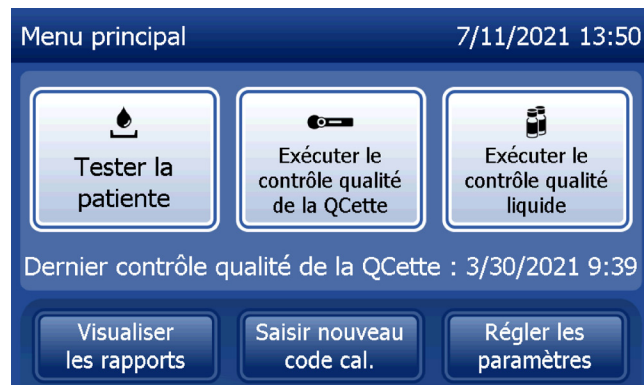 Menu principal 7/11/2021 13:50
Tester la
patiente
Exécuter le
contrôle qualité
de la QCette
Exécuter le
contrôle qualité
liquide
Dernier contrôle qualité de la QCette : 3/30/2021 9:39
Visualiser
les rapports
Saisir nouveau
code cal.
Régler les
paramètres